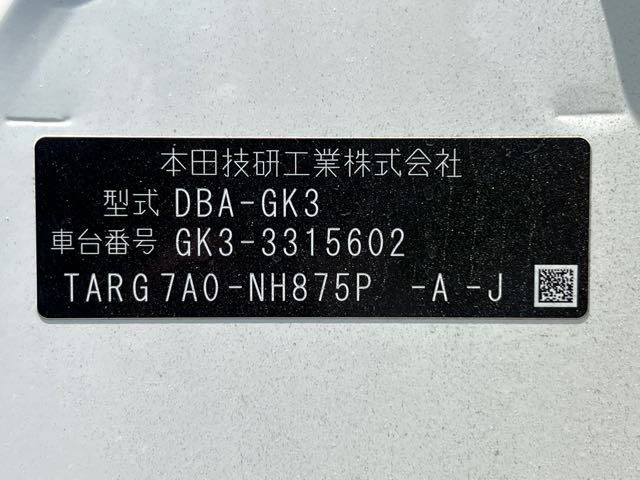 本田技研工業株式会社
型式 DBA-GK3
車台番号 GK3-3315602
TARG7A0-NH875P -A-J